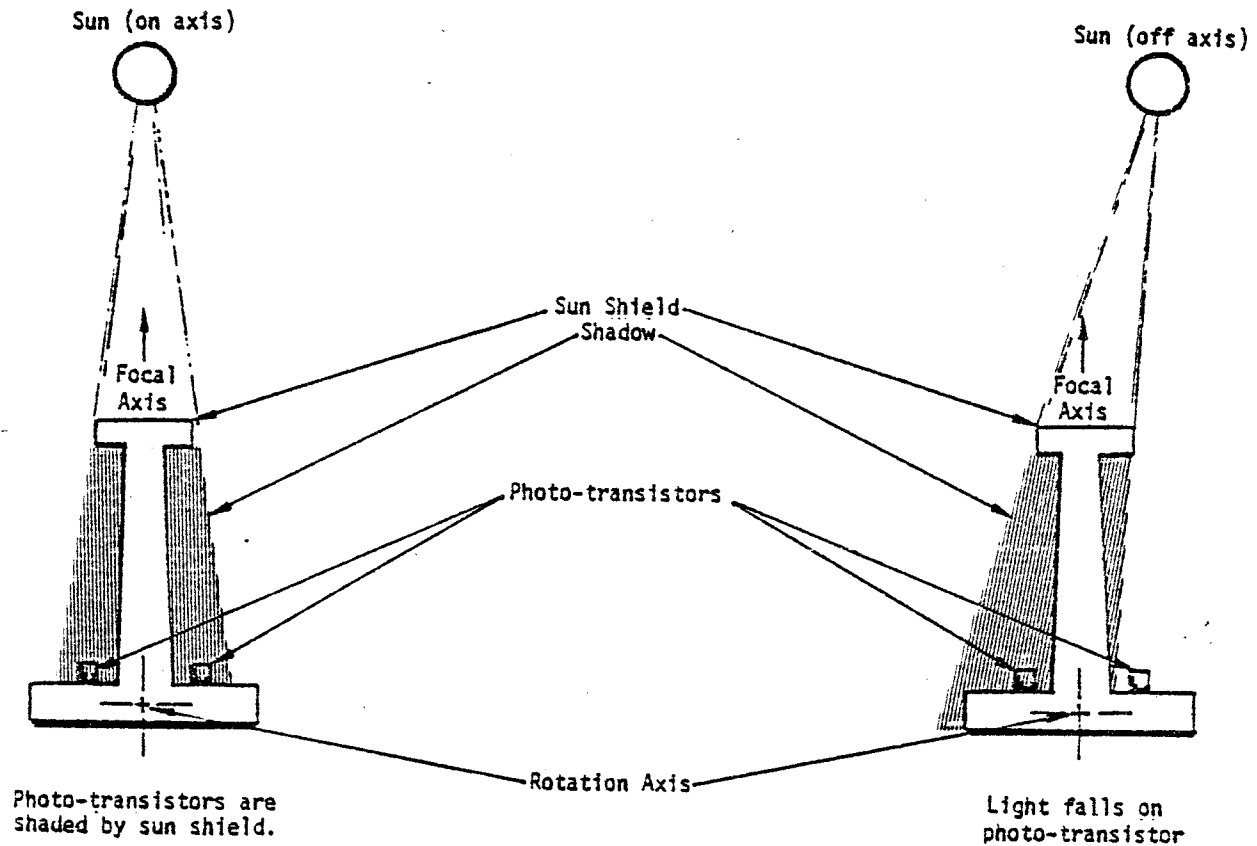 Sun (on axis)
Sun (off axis)
Sun Shield
Shadow
Focal
Axis
Focal
Axis
Photo-transistors
Rotation Axis
Photo-transistors are
shaded by sun shield.
Light falls on
photo-transistor